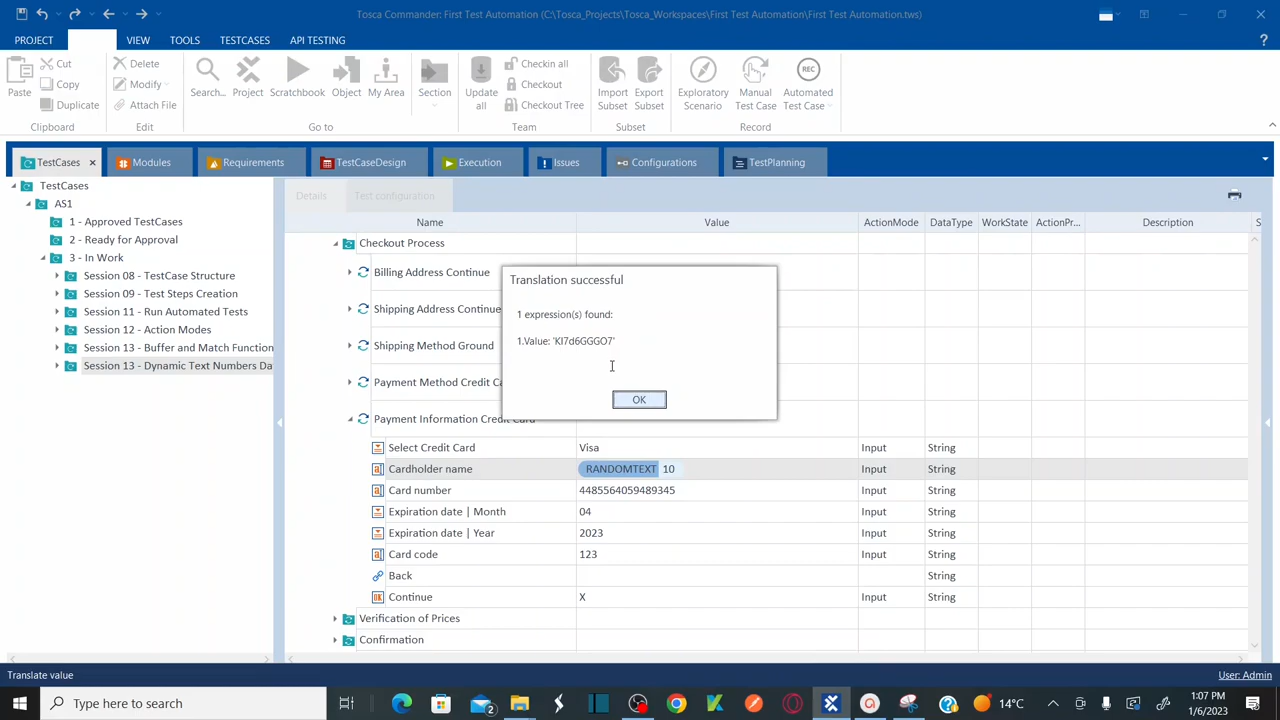 Tosca Commander: First Test Automation (C:\Tosca_Projects\Tosca_Workspaces\First Test Automation\First Test Automation.tws)
PROJECT VIEW TOOLS TESTCASES API TESTING
?
Cut
Copy
Duplicate
Paste
Delete
Modify
Attach File
Search... Project Scratchbook Object My Area Section
Update all
Checkin all
Checkout
Checkout Tree
Import Subset
Export Subset
Exploratory Scenario
Manual Test Case
REC
Automated Test Case
Clipboard Edit Go to Team Subset Record
TestCases Modules Requirements TestCaseDesign Execution Issues Configurations TestPlanning
TestCases
AS1
1 - Approved TestCases
2 - Ready for Approval
3 - In Work
Session 08 - TestCase Structure
Session 09 - Test Steps Creation
Session 11 - Run Automated Tests
Session 12 - Action Modes
Session 13 - Buffer and Match Function
Session 13 - Dynamic Text Numbers Da
Details Test configuration
Name Value ActionMode DataType WorkState ActionPr... Description S
Checkout Process
Billing Address Continue
Shipping Address Continue
Shipping Method Ground
Payment Method Credit Ca
Payment Information Credit Card
Select Credit Card Visa Input String
Cardholder name RANDOMTEXT 10 Input String
Card number 4485564059489345 Input String
Expiration date | Month 04 Input String
Expiration date | Year 2023 Input String
Card code 123 Input String
Back String
OK Continue X Input String
Verification of Prices
Confirmation
Translation successful
1 expression(s) found:
1.Value: 'KI7d6GGGO7'
OK
Translate value
User: Admin
Type here to search
2
14°C
1:07 PM
1/6/2023